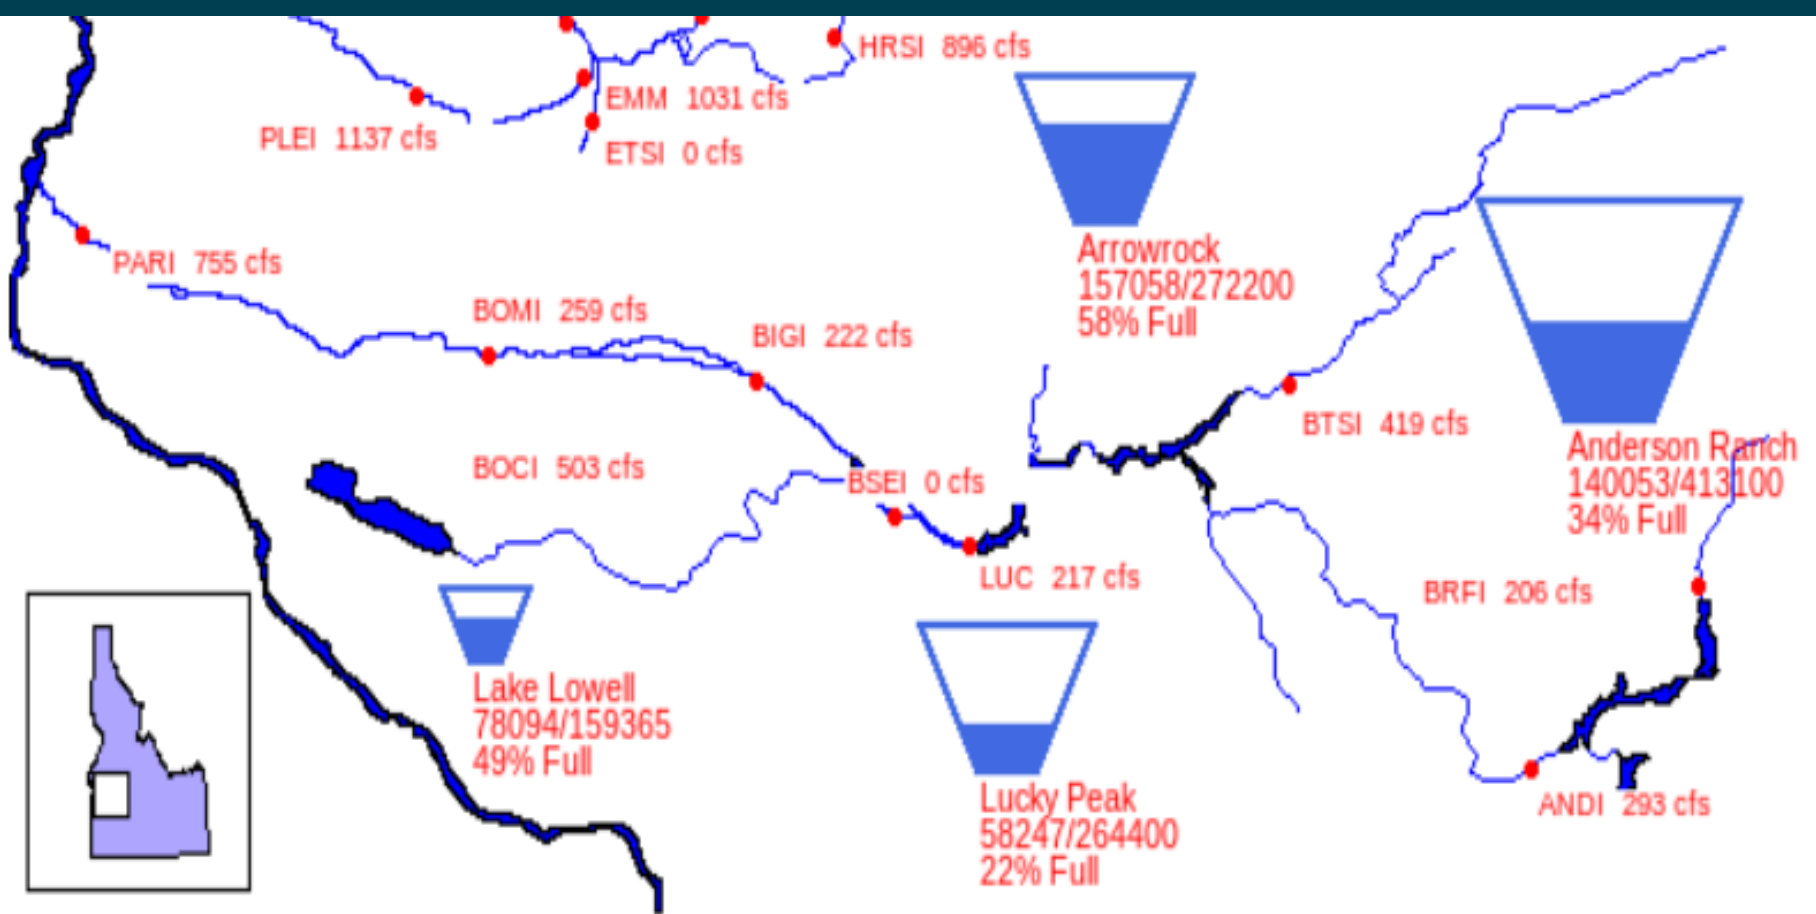 HRSI 896 cfs
EMM 1031 cfs
PLEI 1137 cfs
ETSI 0 cfs
Arrowrock
157058/272200
58% Full
PARI 755 cfs
BOMI 259 cfs
BIGI 222 cfs
BTSI 419 cfs
Anderson Ranch
140053/413100
34% Full
BOCI 503 cfs
BSEI 0 cfs
LUC 217 cfs
BRFI 206 cfs
Lake Lowell
78094/159365
49% Full
Lucky Peak
58247/264400
22% Full
ANDI 293 cfs